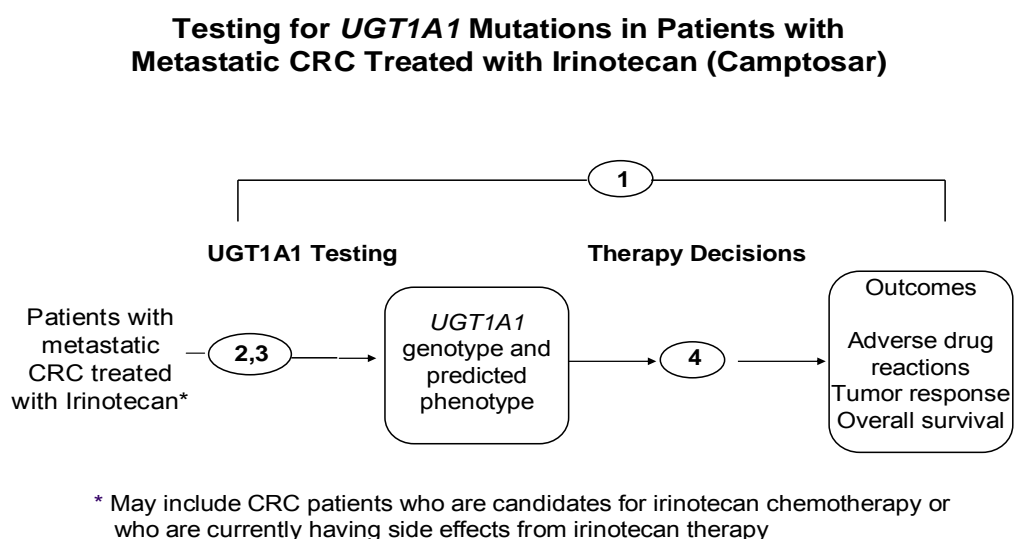 Testing for UGT1A1 Mutations in Patients with
Metastatic CRC Treated with Irinotecan (Camptosar)
1
UGT1A1 Testing
Therapy Decisions
Patients with
metastatic
CRC treated
with Irinotecan*
2,3
UGT1A1
genotype and
predicted
phenotype
4
Outcomes
Adverse drug
reactions
Tumor response
Overall survival
* May include CRC patients who are candidates for irinotecan chemotherapy or
who are currently having side effects from irinotecan therapy